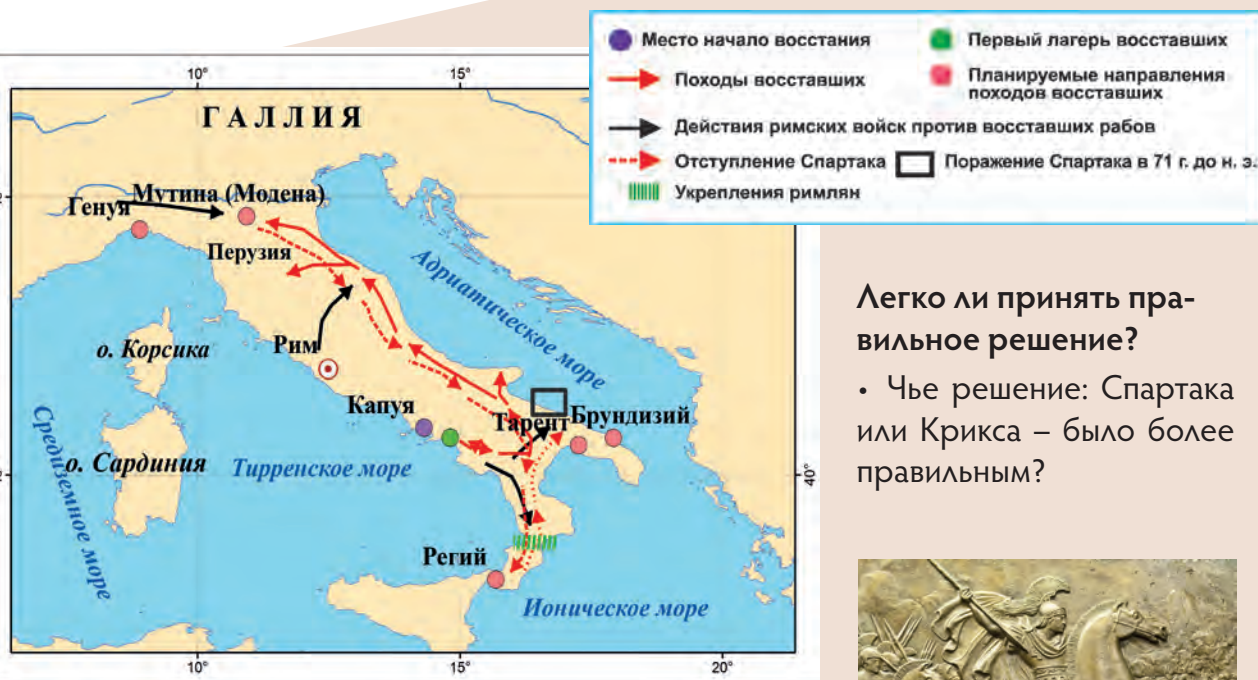 Место начало восстания
Первый лагерь восставших
Походы восставших
Планируемые направления
походов восставших
Действия римских войск против восставших рабов
Отступление Спартака
Поражение Спартака в 71 г. до н. э.
Укрепления римлян
10°
15°
ГАЛЛИЯ
Мутина (Модена)
Генуя
Перузия
Адриатическое море
Рим
о. Корсика
Капуя
Тарент
Брундизий
Средиземное море
о. Сардиния
Тирренское море
40°
Регий
Ионическое море
10°
15°
20°
Легко ли принять пра-
вильное решение?
• Чье решение: Спартака
или Крикса – было более
правильным?